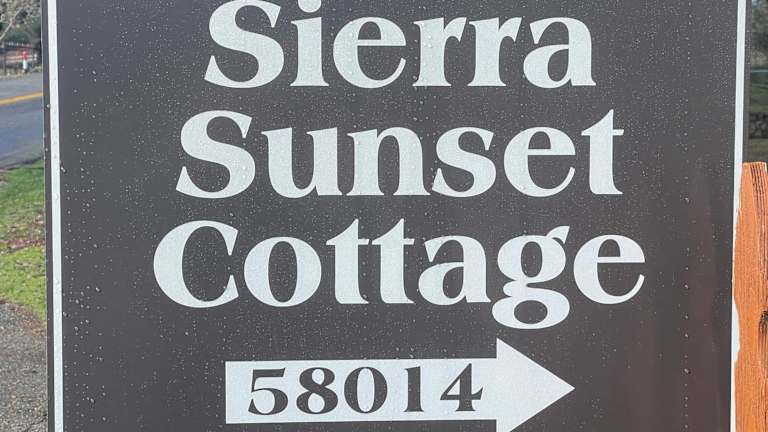 Sierra
Sunset
Cottage
58014